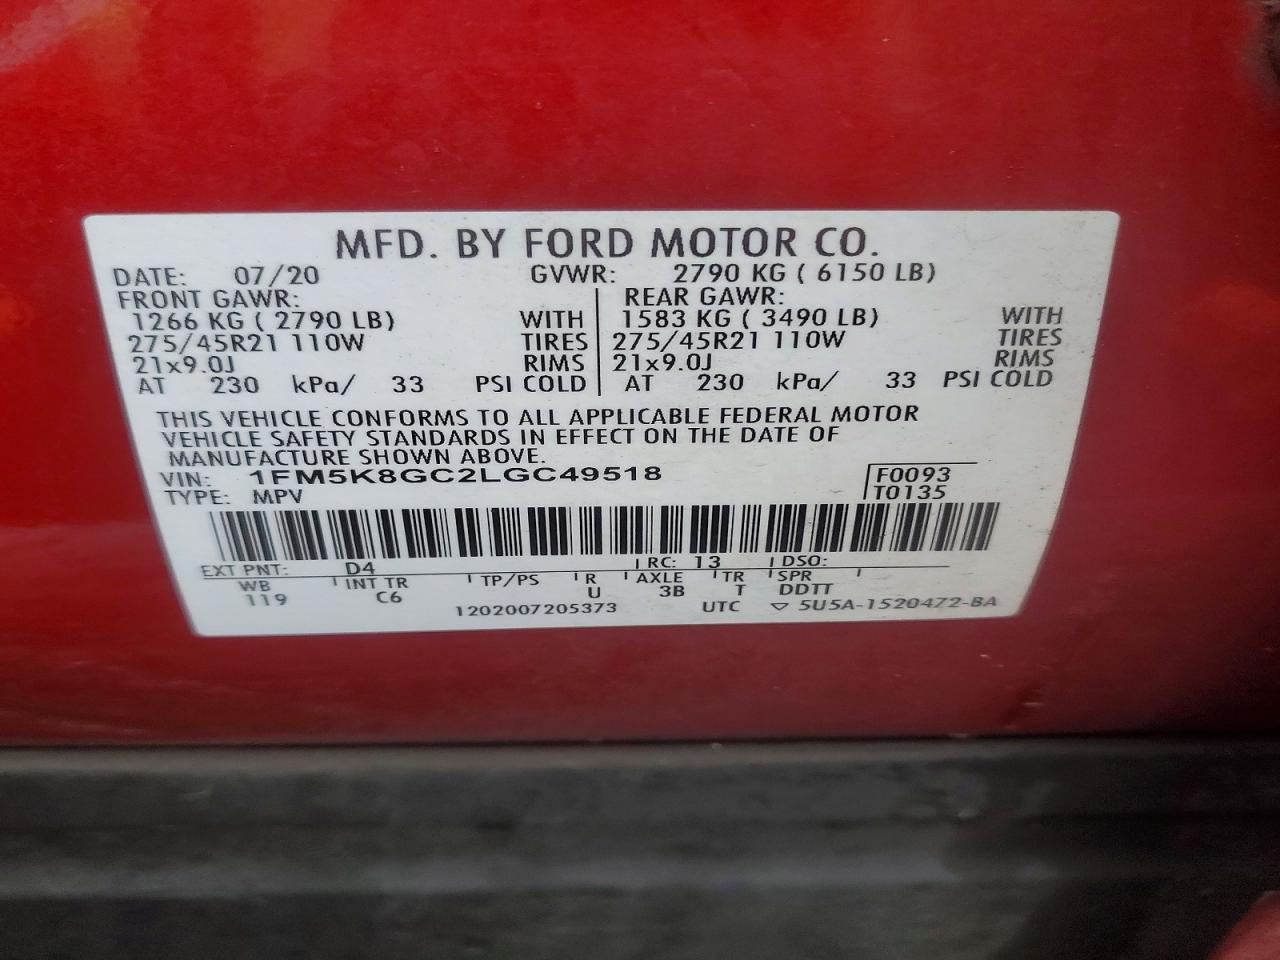 MFD. BY FORD MOTOR CO.
DATE: 07/20 GVWR: 2790 KG ( 6150 LB)
FRONT GAWR: REAR GAWR:
1266 KG ( 2790 LB) WITH 1583 KG ( 3490 LB) WITH
275/45R21 110W TIRES 275/45R21 110W TIRES
21x9.0J RIMS 21x9.0J RIMS
AT 230 kPa/ 33 PSI COLD AT 230 kPa/ 33 PSI COLD
THIS VEHICLE CONFORMS TO ALL APPLICABLE FEDERAL MOTOR
VEHICLE SAFETY STANDARDS IN EFFECT ON THE DATE OF
MANUFACTURE SHOWN ABOVE.
VIN: 1FM5K8GC2LGC49518 F0093
TYPE: MPV T0135
EXT PNT: D4 RC: 13 DSO:
WB INT TR TP/PS R AXLE TR SPR
119 C6 U 3B T DDTT
1202007205373 UTC ▽ 5U5A-1520472-BA